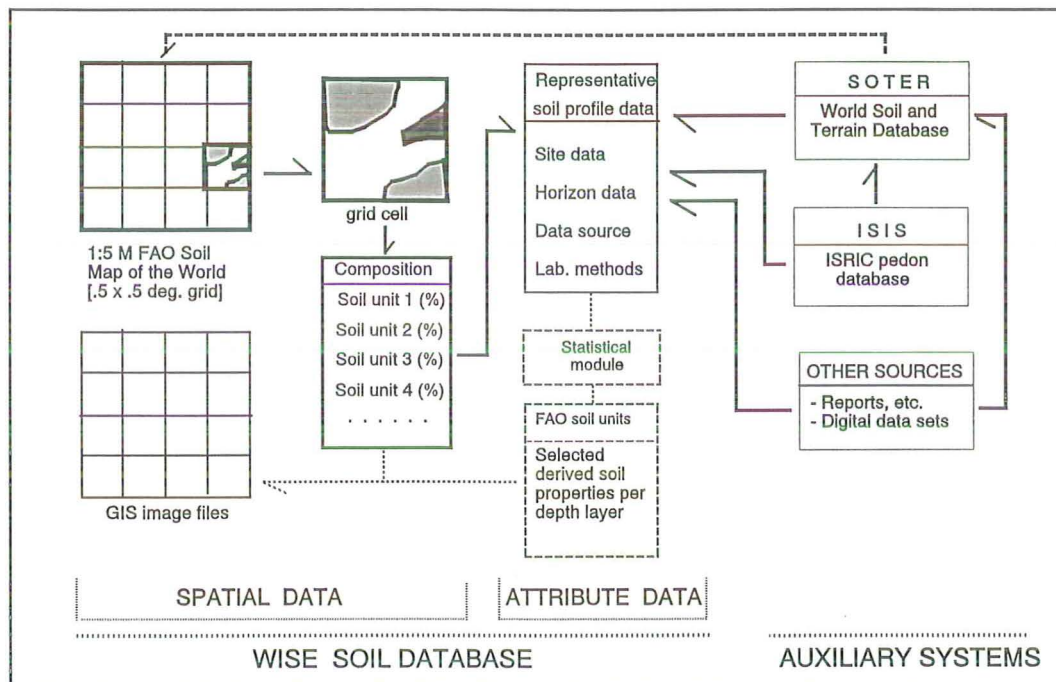 1:5 M FAO Soil
Map of the World
[.5 x .5 deg. grid]
grid cell
Composition
Soil unit 1 (%)
Soil unit 2 (%)
Soil unit 3 (%)
Soil unit 4 (%)
. . . . . .
GIS image files
Representative
soil profile data
Site data
Horizon data
Data source
Lab. methods
Statistical
module
FAO soil units
Selected
derived soil
properties per
depth layer
SOTER
World Soil and
Terrain Database
ISIS
ISRIC pedon
database
OTHER SOURCES
- Reports, etc.
- Digital data sets
SPATIAL DATA
ATTRIBUTE DATA
WISE SOIL DATABASE
AUXILIARY SYSTEMS